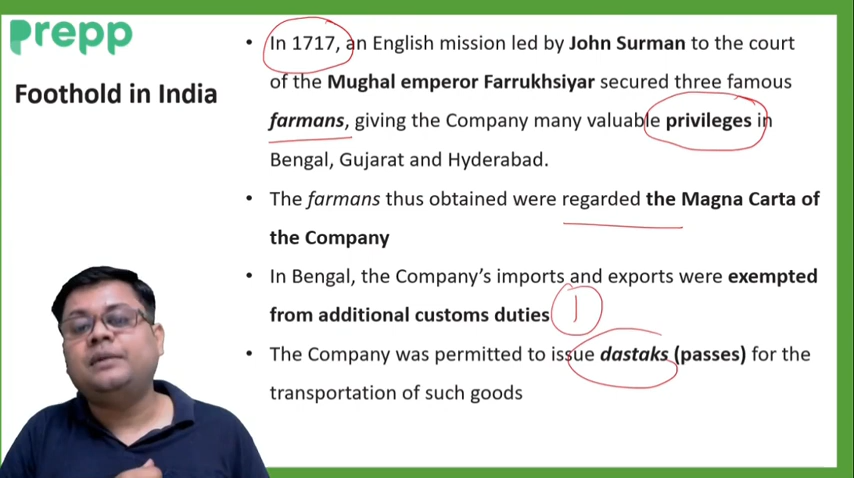 Prepp
Foothold in India
• In 1717, an English mission led by John Surman to the court
of the Mughal emperor Farrukhsiyar secured three famous
farmans, giving the Company many valuable privileges in
Bengal, Gujarat and Hyderabad.
• The farmans thus obtained were regarded the Magna Carta of
the Company
• In Bengal, the Company's imports and exports were exempted
from additional customs duties 1
• The Company was permitted to issue dastaks (passes) for the
transportation of such goods